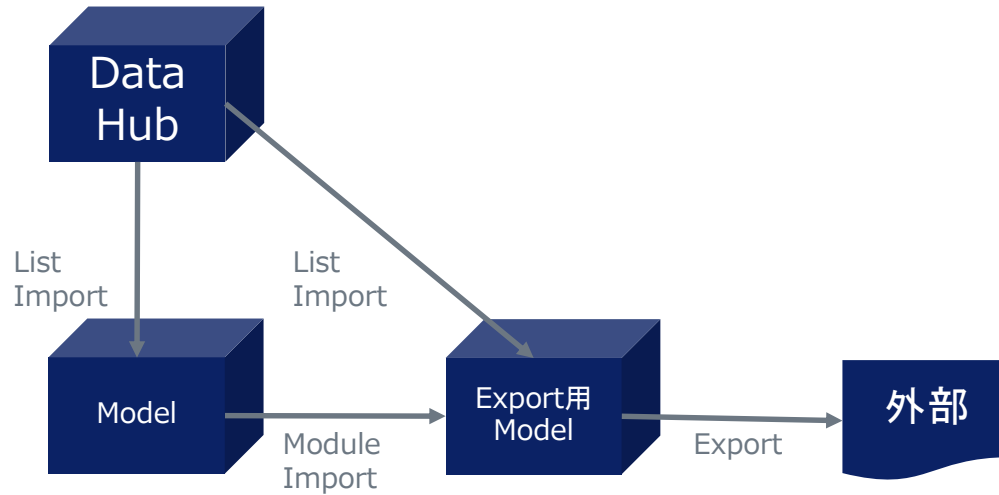 Data
Hub
List
Import
List
Import
Model
Module
Import
Export用
Model
Export
外部